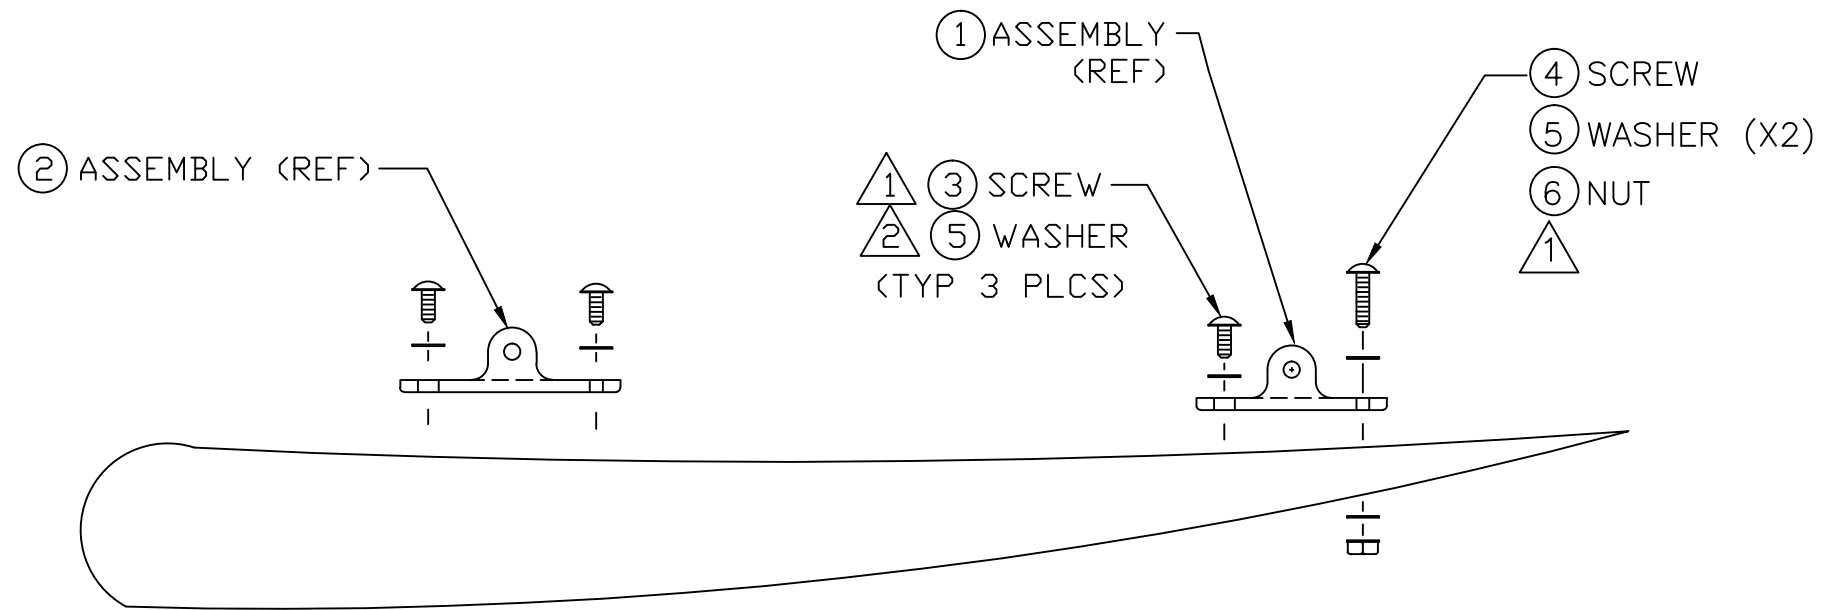 1 ASSEMBLY
(REF)
4 SCREW
5 WASHER (X2)
6 NUT
1
2 ASSEMBLY (REF)
1 3 SCREW
2 5 WASHER
(TYP 3 PLCS)